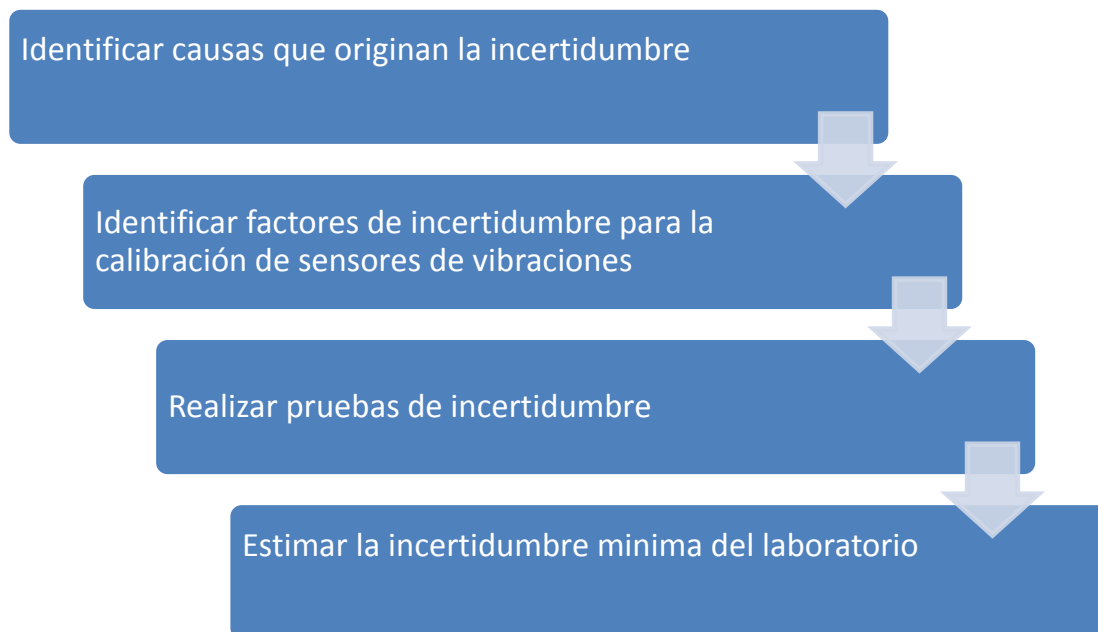 Identificar causas que originan la incertidumbre
Identificar factores de incertidumbre para la
calibración de sensores de vibraciones
Realizar pruebas de incertidumbre
Estimar la incertidumbre minima del laboratorio